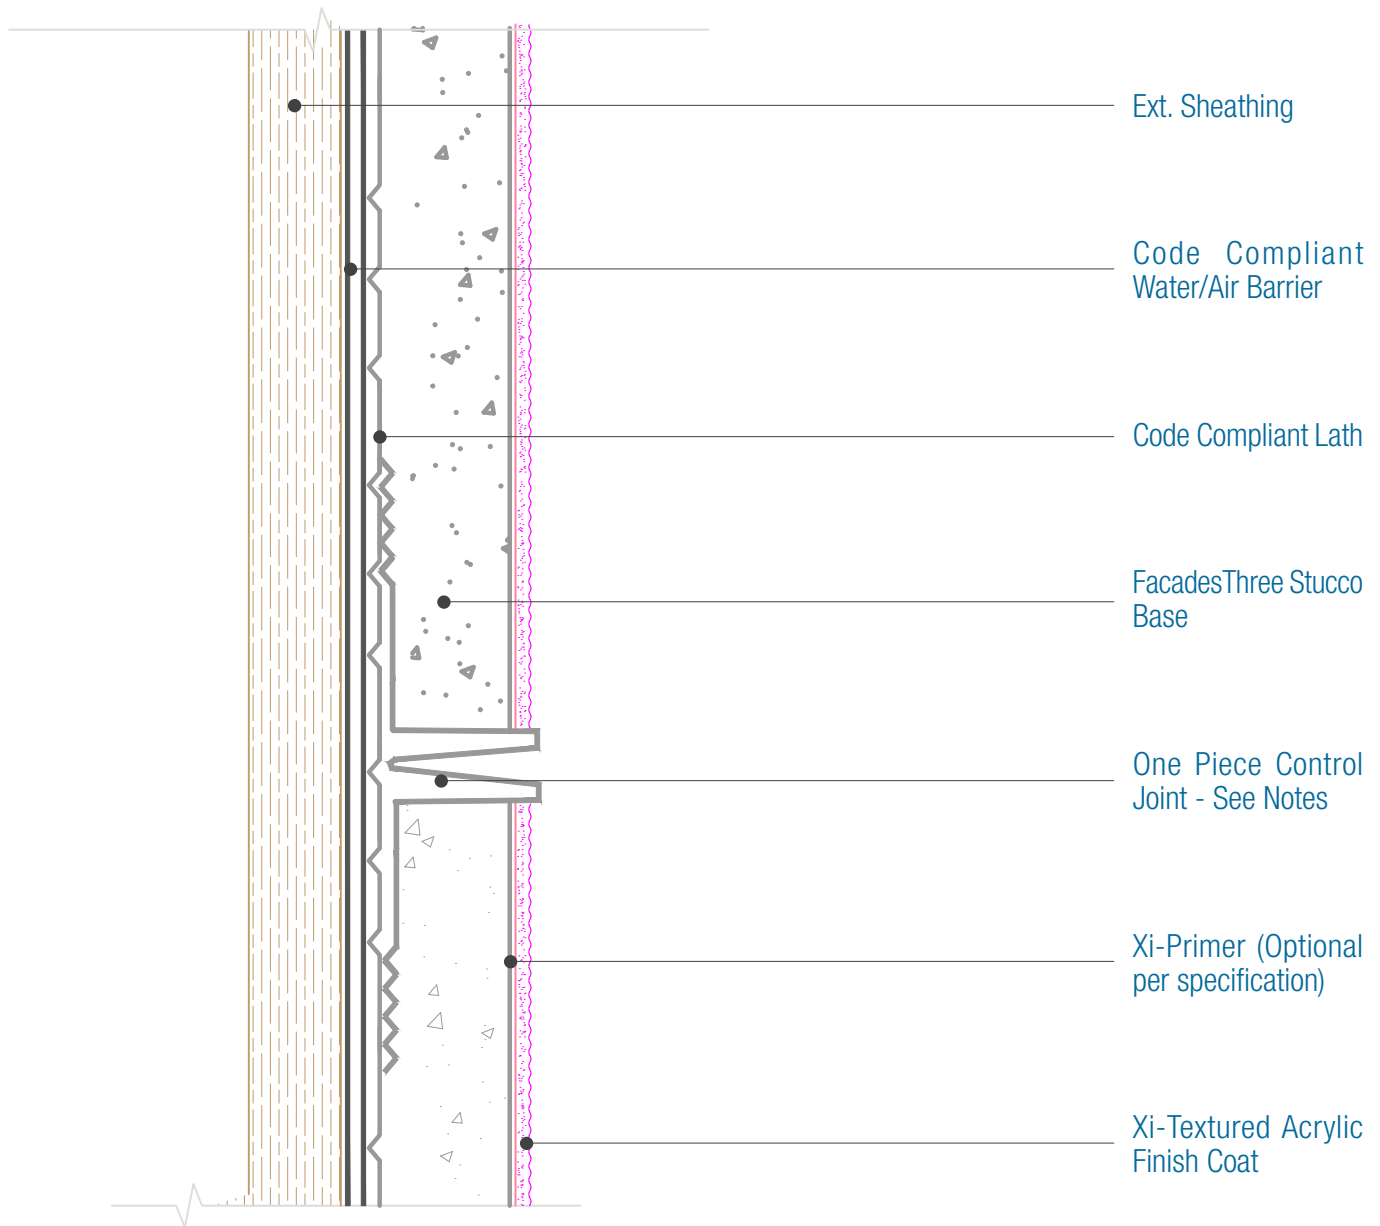 Ext. Sheathing
Code Compliant
Water/Air Barrier
Code Compliant Lath
FacadesThree Stucco
Base
One Piece Control
Joint - See Notes
Xi-Primer (Optional
per specification)
Xi-Textured Acrylic
Finish Coat